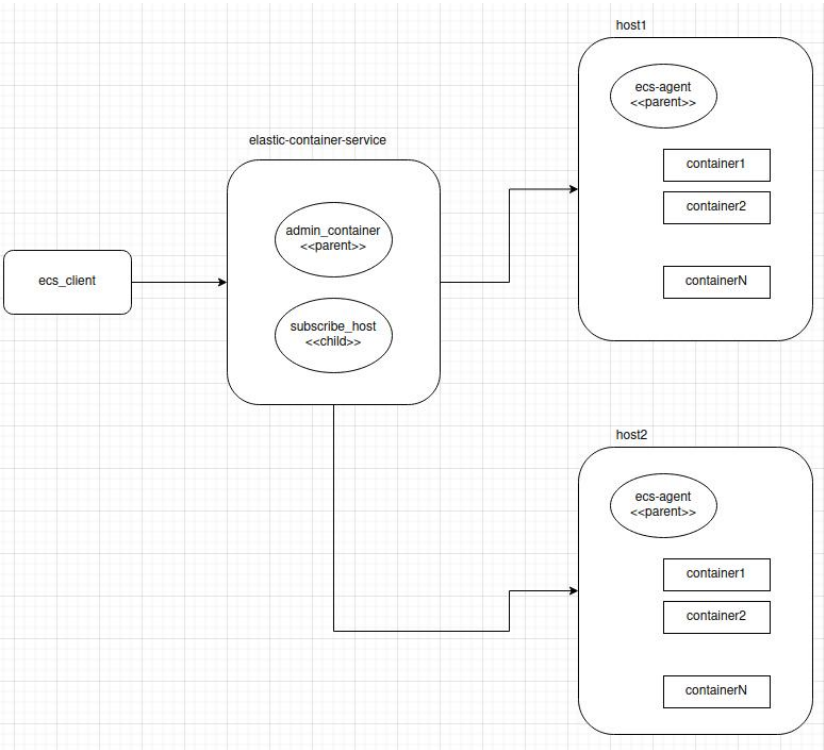 ecs_client
elastic-container-service
admin_container
<<parent>>
subscribe_host
<<child>>
host1
ecs-agent
<<parent>>
container1
container2
containerN
host2
ecs-agent
<<parent>>
container1
container2
containerN